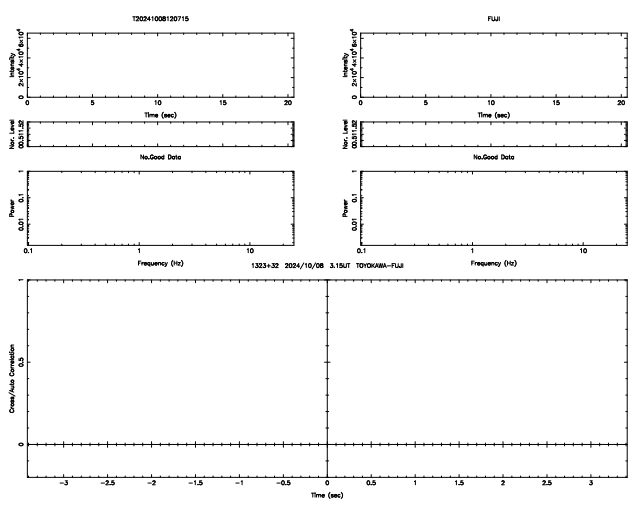 T20241008120715
FUJI
Intensity
0 2×10⁴ 4×10⁴ 6×10⁴
0 5 10 15 20
Time (sec)
Intensity
0 2×10⁴ 4×10⁴ 6×10⁴
0 5 10 15 20
Time (sec)
Nor. Level
00.511.52
Nor. Level
00.511.52
No.Good Data
No.Good Data
Power
0.01 0.1 1
0.1 1 10
Frequency (Hz)
Power
0.01 0.1 1
0.1 1 10
Frequency (Hz)
1323+32 2024/10/08 3.15UT TOYOKAWA-FUJI
Cross/Auto Correlation
0 0.5 1
-3 -2.5 -2 -1.5 -1 -0.5 0 0.5 1 1.5 2 2.5 3
Time (sec)